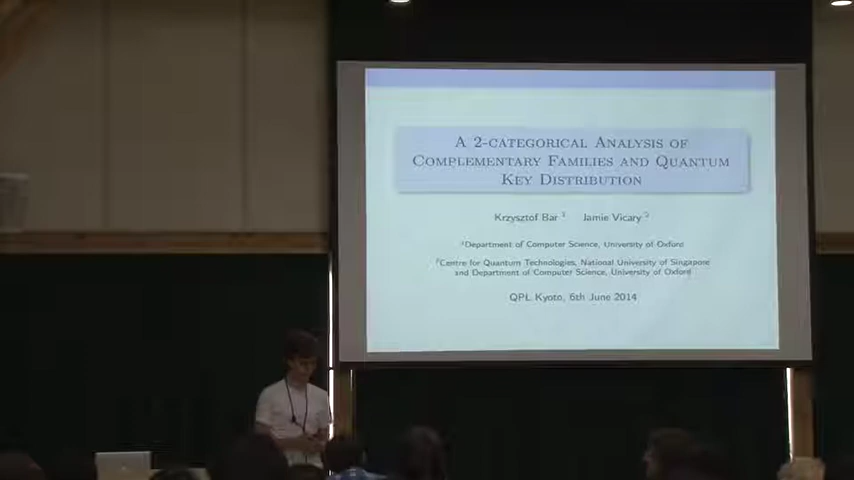 A 2-CATEGORICAL ANALYSIS OF
COMPLEMENTARY FAMILIES AND QUANTUM
KEY DISTRIBUTION
Krzysztof Bar ¹ Jamie Vicary ²
¹Department of Computer Science, University of Oxford
²Centre for Quantum Technologies, National University of Singapore
and Department of Computer Science, University of Oxford
QPL Kyoto, 6th June 2014